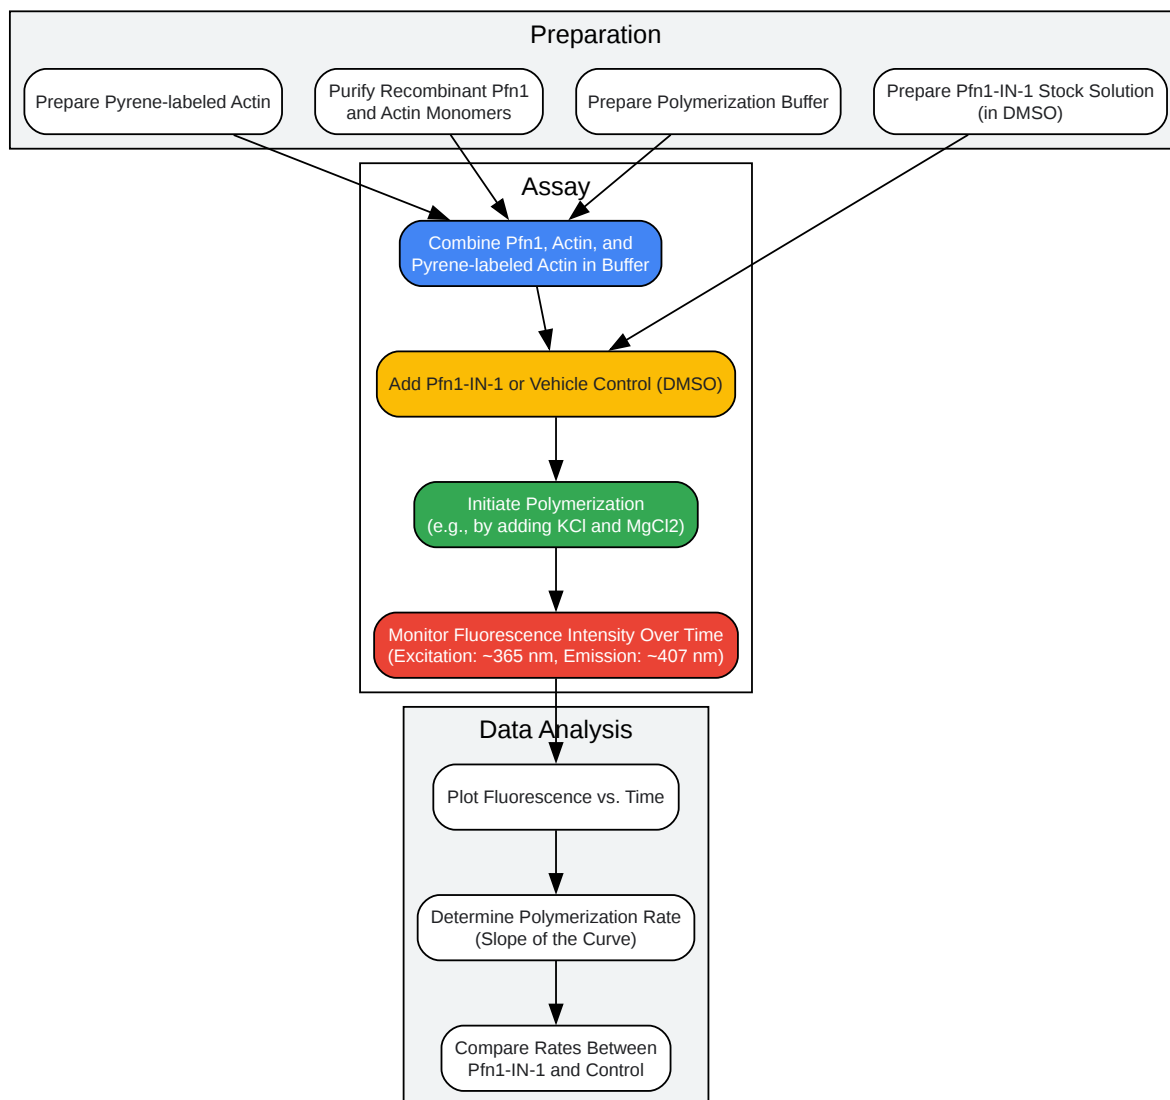 Preparation
Prepare Pyrene-labeled Actin
Purify Recombinant Pfn1
and Actin Monomers
Prepare Polymerization Buffer
Prepare Pfn1-IN-1 Stock Solution
(in DMSO)
Assay
Combine Pfn1, Actin, and
Pyrene-labeled Actin in Buffer
Add Pfn1-IN-1 or Vehicle Control (DMSO)
Initiate Polymerization
(e.g., by adding KCl and MgCl2)
Monitor Fluorescence Intensity Over Time
(Excitation: ~365 nm, Emission: ~407 nm)
Data Analysis
Plot Fluorescence vs. Time
Determine Polymerization Rate
(Slope of the Curve)
Compare Rates Between
Pfn1-IN-1 and Control